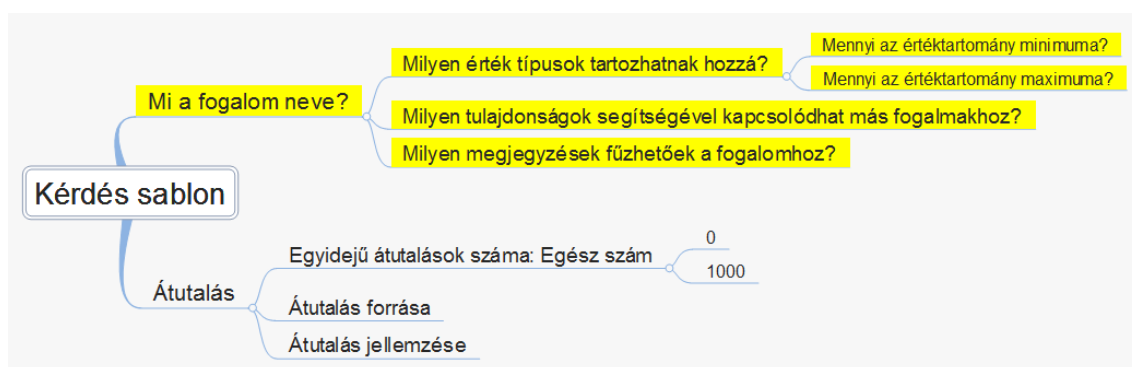 Mennyi az értéktartomány minimuma?
Milyen érték típusok tartozhatnak hozzá?
Mennyi az értéktartomány maximuma?
Mi a fogalom neve?
Milyen tulajdonságok segítségével kapcsolódhat más fogalmakhoz?
Milyen megjegyzések fűzhetőek a fogalomhoz?
Kérdés sablon
0
Egyidejű átutalások száma: Egész szám
1000
Átutalás
Átutalás forrása
Átutalás jellemzése